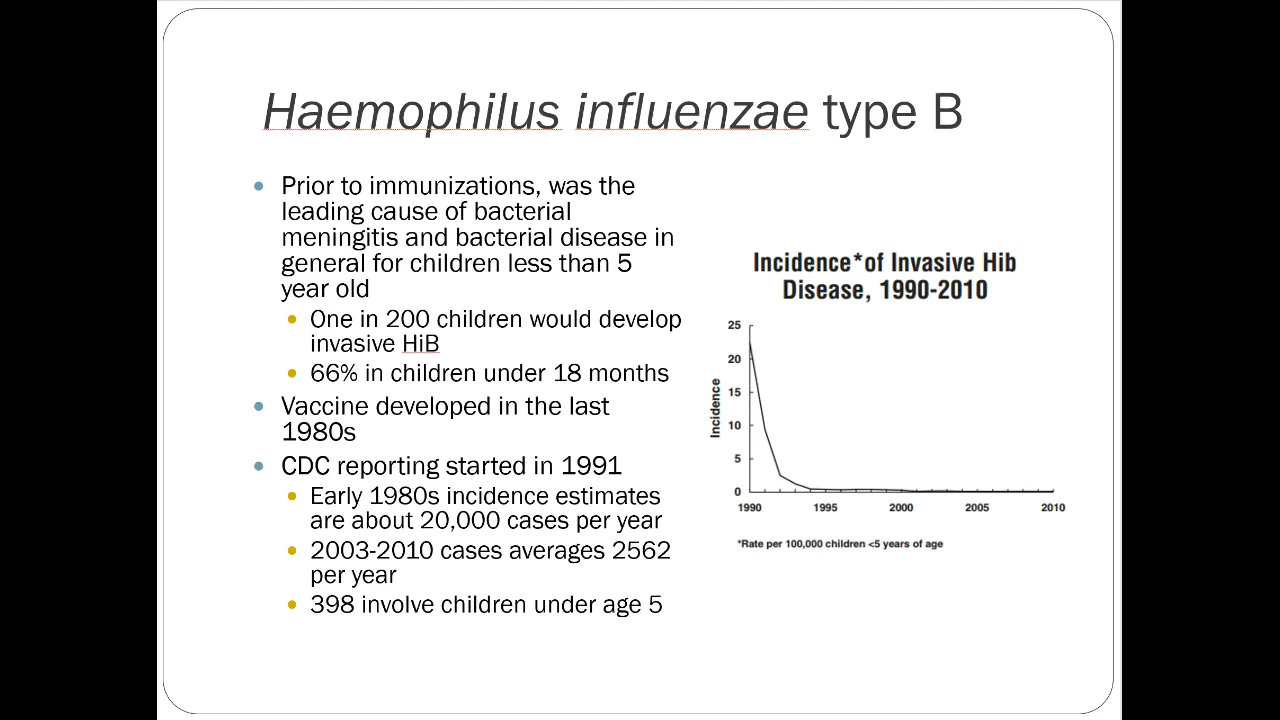 Haemophilus influenzae type B
Prior to immunizations, was the
leading cause of bacterial
meningitis and bacterial disease in
general for children less than 5
year old
One in 200 children would develop
invasive HiB
66% in children under 18 months
Vaccine developed in the last
1980s
CDC reporting started in 1991
Early 1980s incidence estimates
are about 20,000 cases per year
2003-2010 cases averages 2562
per year
398 involve children under age 5
Incidence*of Invasive Hib
Disease, 1990-2010
Incidence
25
20
15
10
5
0
1990 1995 2000 2005 2010
*Rate per 100,000 children <5 years of age